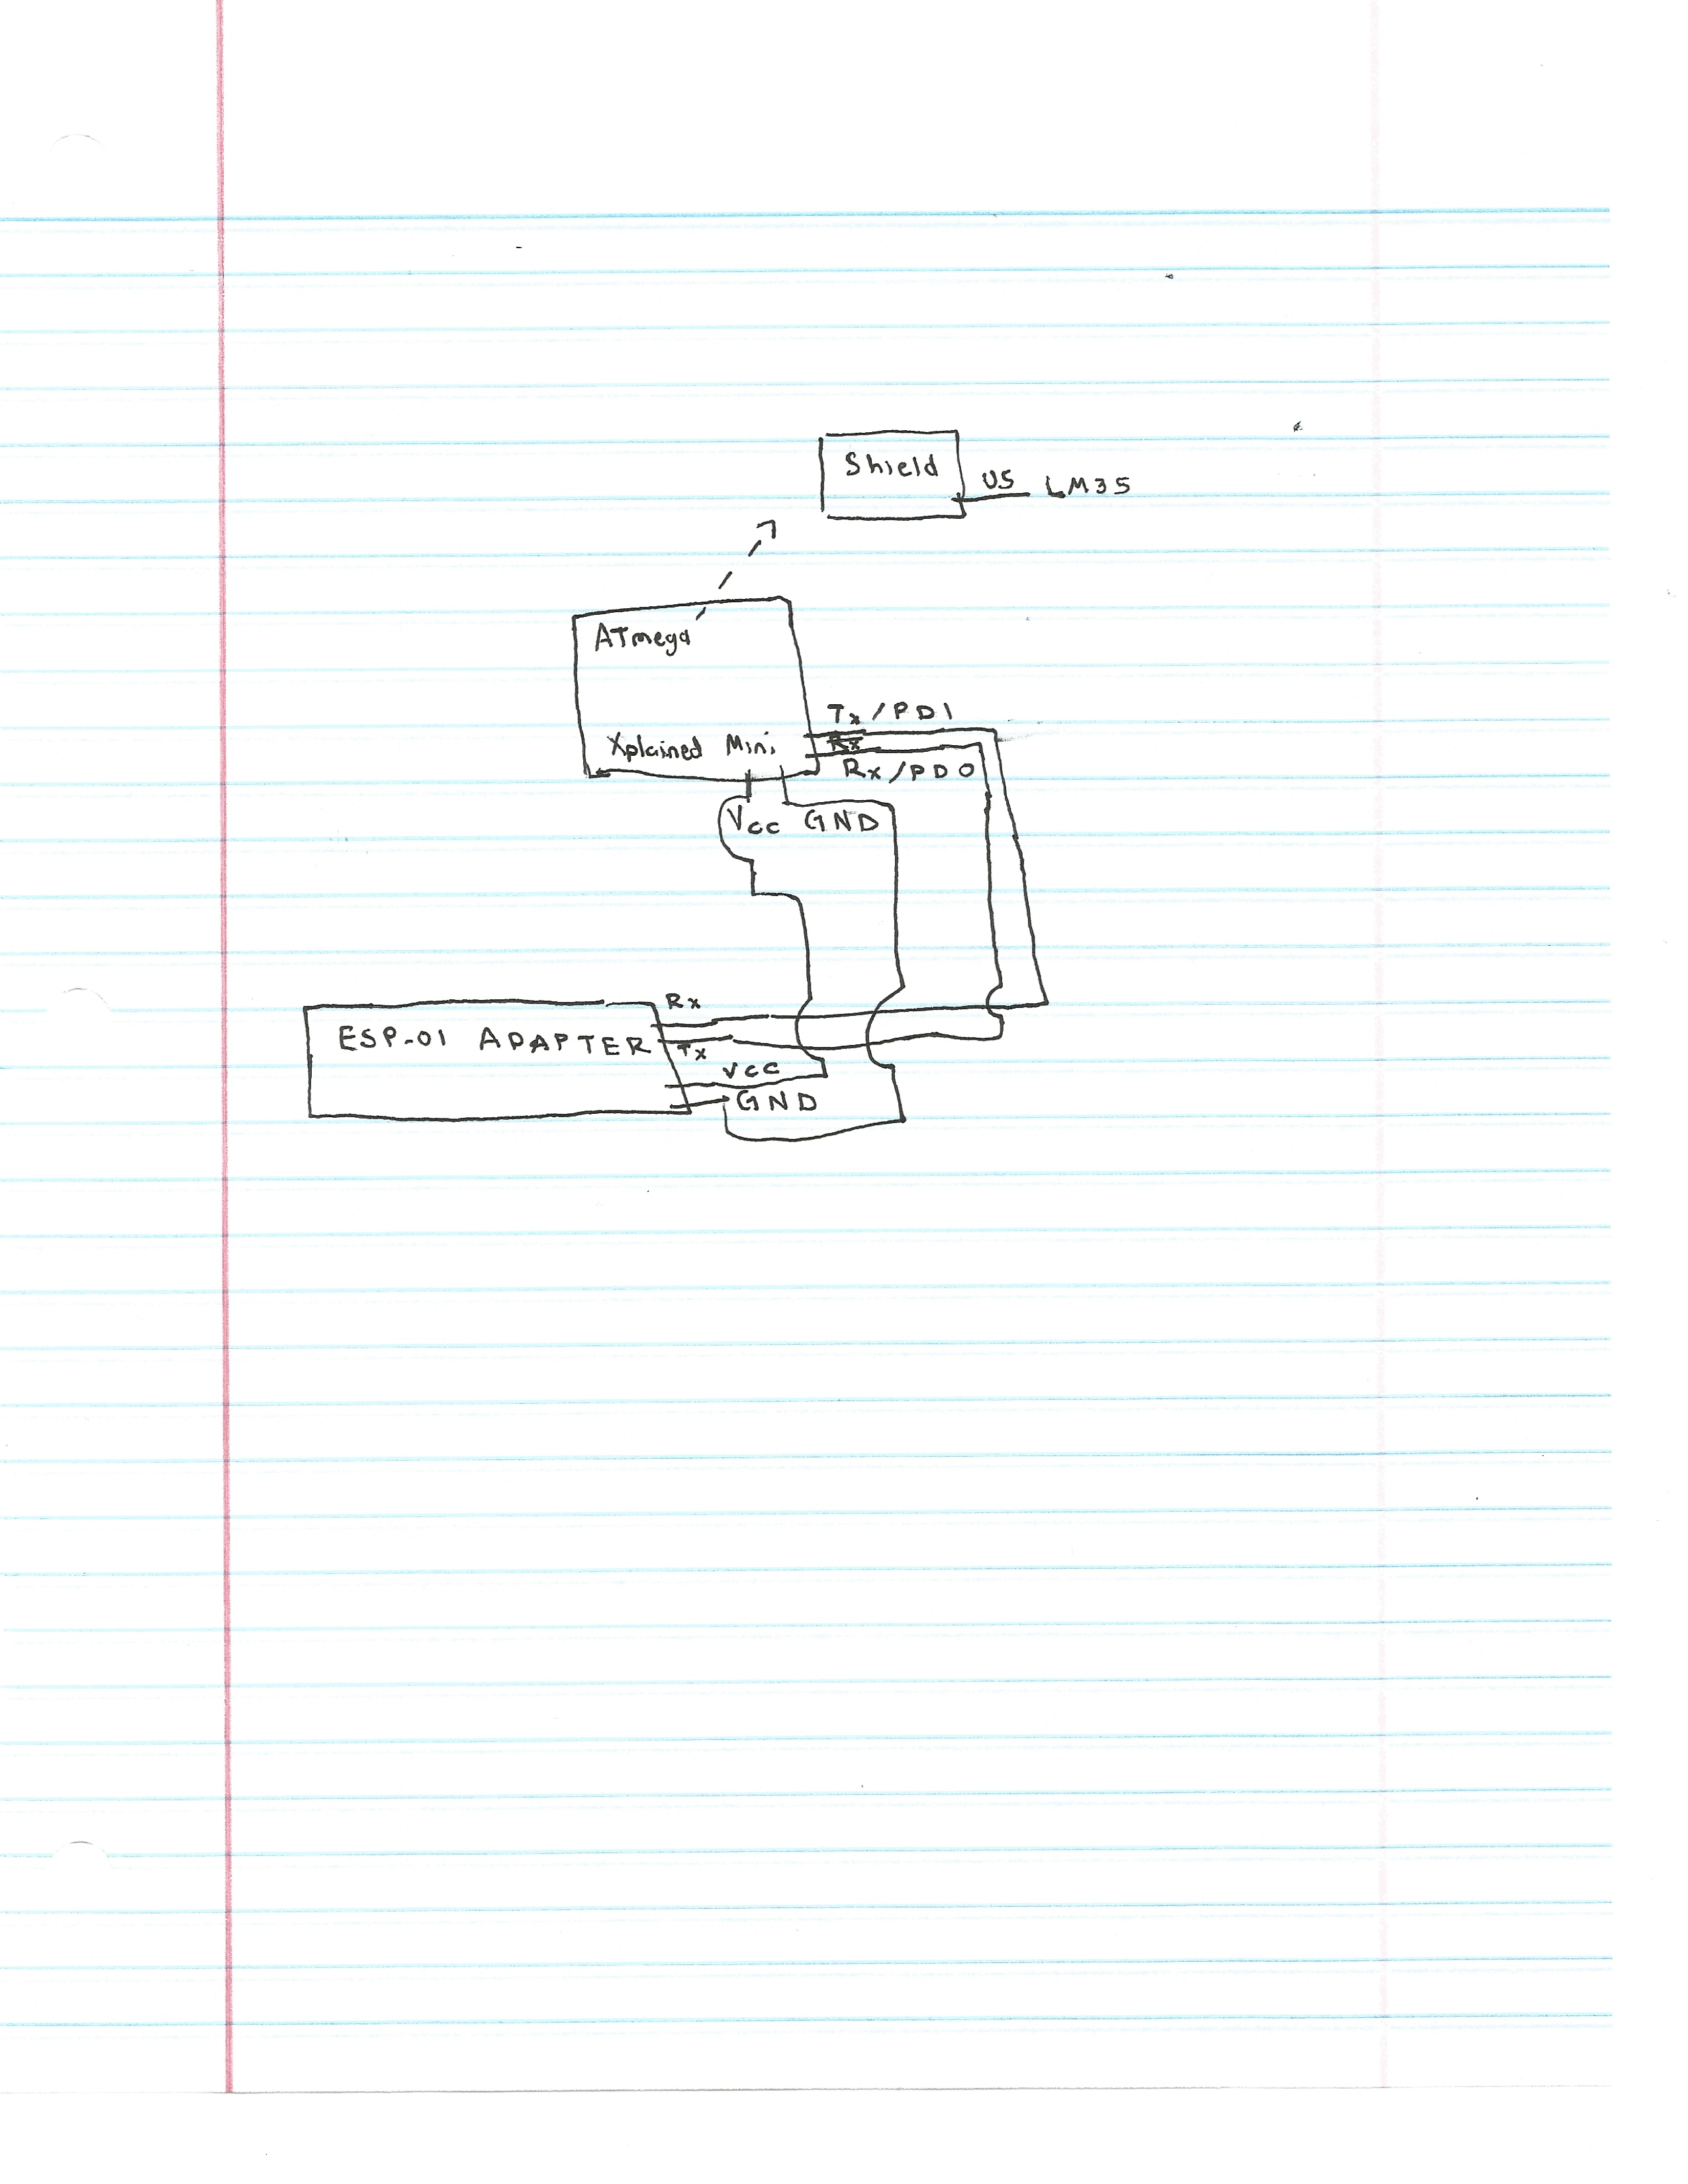 Shield
U5 LM35
ATmega
Tx/PD1
Xplained Mini
Rx
Rx/PD0
Vcc GND
Rx
ESP-01 ADAPTER
Tx
Vcc
GND